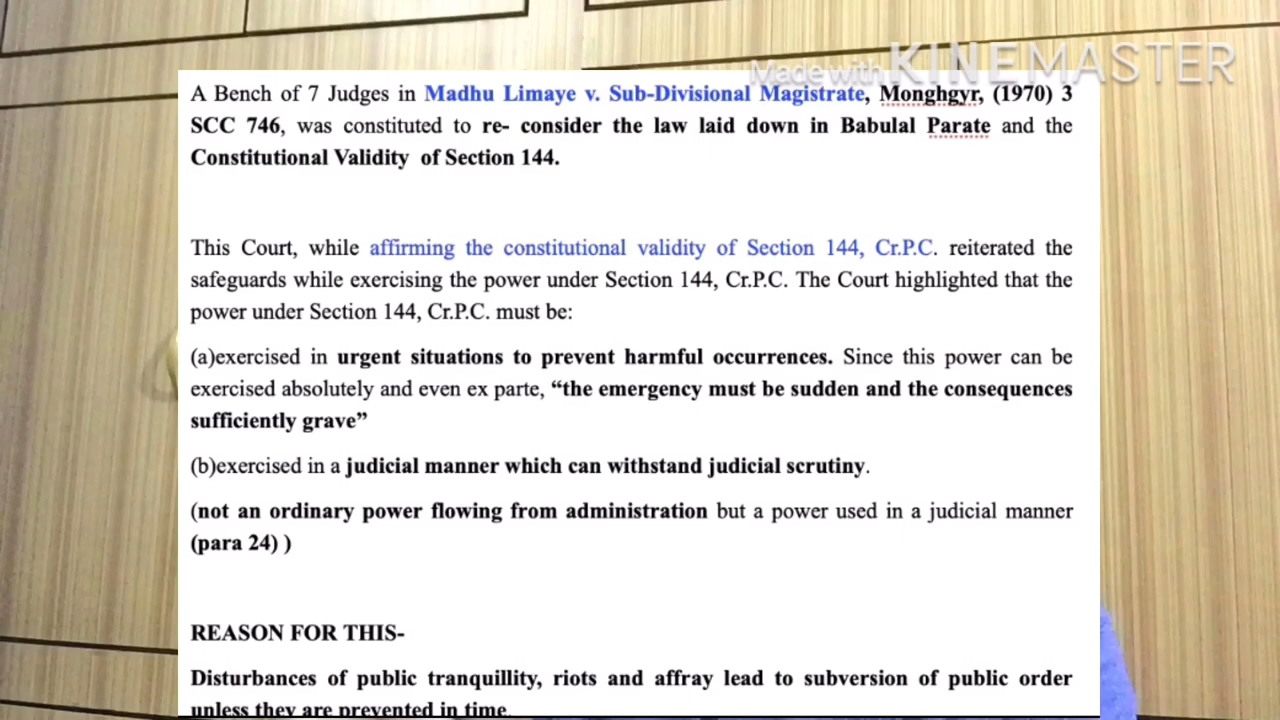 Made with KINEMASTER
A Bench of 7 Judges in Madhu Limaye v. Sub-Divisional Magistrate, Monghgyr, (1970) 3
SCC 746, was constituted to re- consider the law laid down in Babulal Parate and the
Constitutional Validity of Section 144.
This Court, while affirming the constitutional validity of Section 144, Cr.P.C. reiterated the
safeguards while exercising the power under Section 144, Cr.P.C. The Court highlighted that the
power under Section 144, Cr.P.C. must be:
(a)exercised in urgent situations to prevent harmful occurrences. Since this power can be
exercised absolutely and even ex parte, “the emergency must be sudden and the consequences
sufficiently grave”
(b)exercised in a judicial manner which can withstand judicial scrutiny.
(not an ordinary power flowing from administration but a power used in a judicial manner
(para 24) )
REASON FOR THIS-
Disturbances of public tranquillity, riots and affray lead to subversion of public order
unless they are prevented in time.